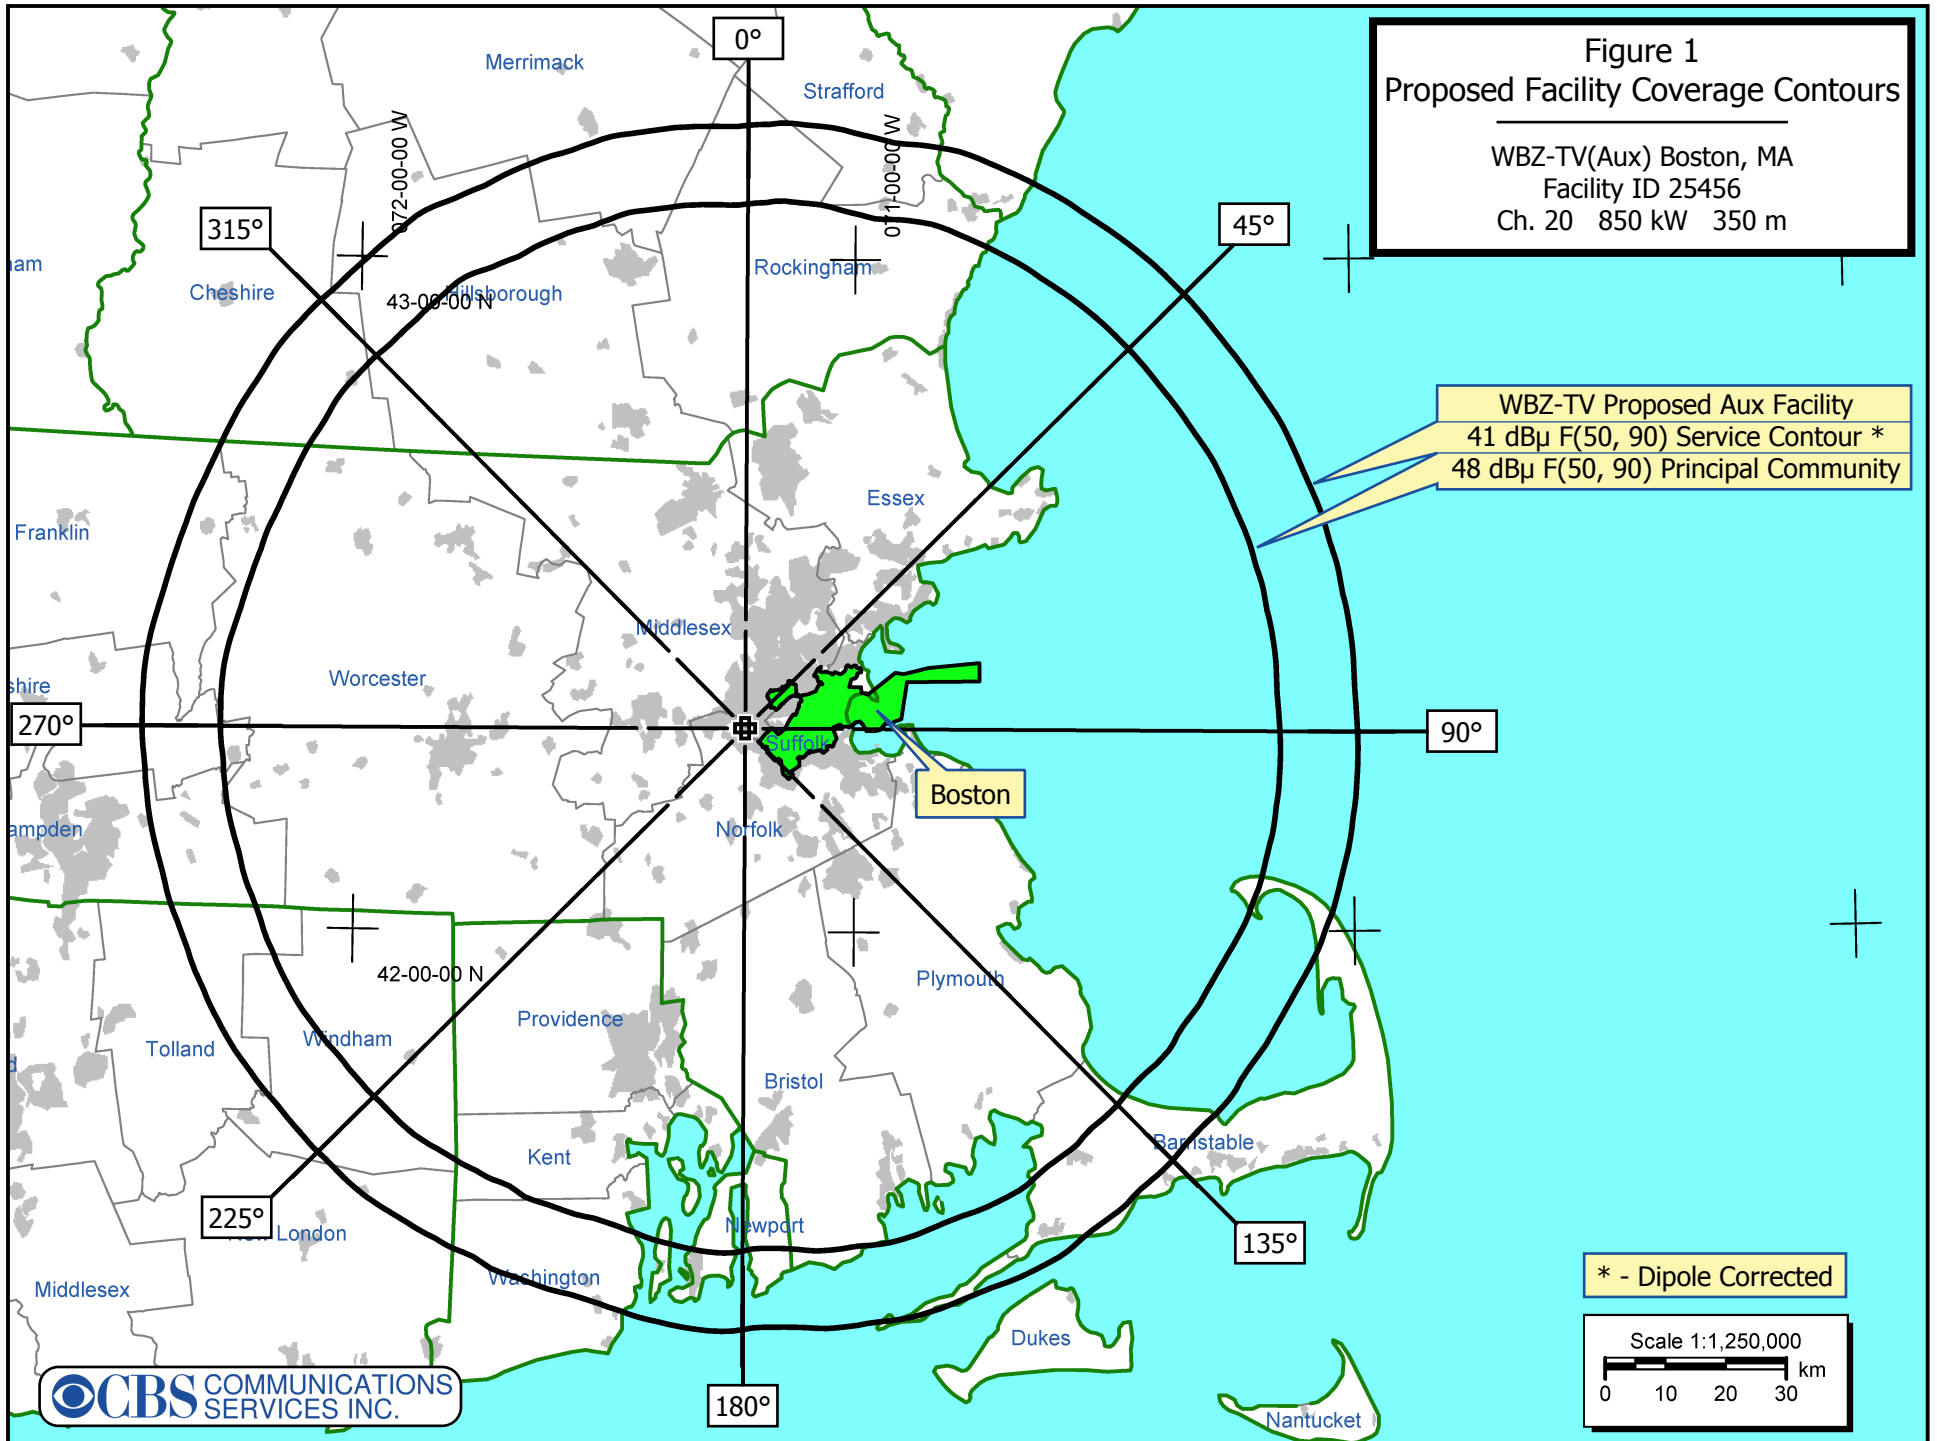 Figure 1
Proposed Facility Coverage Contours
WBZ-TV(Aux) Boston, MA
Facility ID 25456
Ch. 20 850 kW 350 m
0°
Merrimack
Strafford
072-00-00 W
071-00-00 W
315°
45°
am
Cheshire
43-00-00 N
Hillsborough
Rockingham
WBZ-TV Proposed Aux Facility
41 dBµ F(50, 90) Service Contour *
48 dBµ F(50, 90) Principal Community
Essex
Franklin
Middlesex
shire
Worcester
270°
90°
Suffolk
Boston
ampden
Norfolk
42-00-00 N
Plymouth
Providence
Windham
Tolland
d
Bristol
Kent
Barnstable
225°
New London
Newport
135°
Middlesex
Washington
* - Dipole Corrected
Dukes
Scale 1:1,250,000
km
0 10 20 30
CBS COMMUNICATIONS
SERVICES INC.
180°
Nantucket